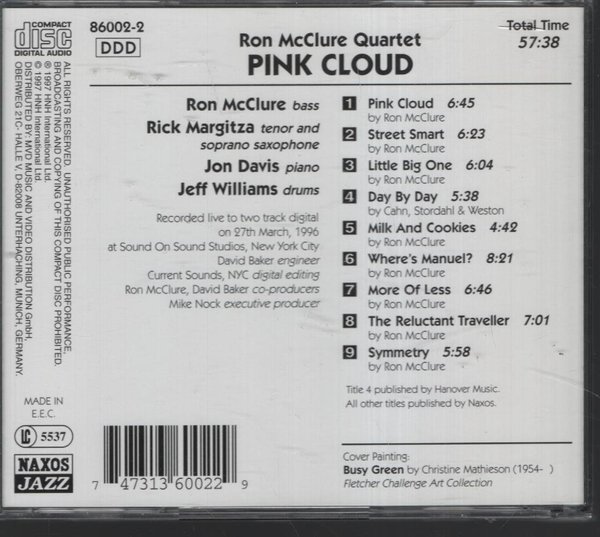 COMPACT
disc
DIGITAL AUDIO
86002-2
DDD
Ron McClure Quartet
PINK CLOUD
Total Time
57:38
ALL RIGHTS RESERVED. UNAUTHORISED PUBLIC PERFORMANCE,
BROADCASTING AND COPYING OF THIS COMPACT DISC PROHIBITED.
℗ 1997 HNH International Ltd.
© 1997 HNH International Ltd.
DISTRIBUTED BY: MVD MUSIC AND VIDEO DISTRIBUTION GmbH,
OBERWEG 21C- HALLE V, D-82008 UNTERHACHING, MUNICH, GERMANY.
Ron McClure bass
Rick Margitza tenor and
soprano saxophone
Jon Davis piano
Jeff Williams drums
Recorded live to two track digital
on 27th March, 1996
at Sound On Sound Studios, New York City
David Baker engineer
Current Sounds, NYC digital editing
Ron McClure, David Baker co-producers
Mike Nock executive producer
1 Pink Cloud 6:45
by Ron McClure
2 Street Smart 6:23
by Ron McClure
3 Little Big One 6:04
by Ron McClure
4 Day By Day 5:38
by Cahn, Stordahl & Weston
5 Milk And Cookies 4:42
by Ron McClure
6 Where's Manuel? 8:21
by Ron McClure
7 More Of Less 6:46
by Ron McClure
8 The Reluctant Traveller 7:01
by Ron McClure
9 Symmetry 5:58
by Ron McClure
Title 4 published by Hanover Music.
All other titles published by Naxos.
MADE IN
E.E.C.
LC 5537
NAXOS
JAZZ
7 47313 60022 9
Cover Painting:
Busy Green by Christine Mathieson (1954- )
Fletcher Challenge Art Collection